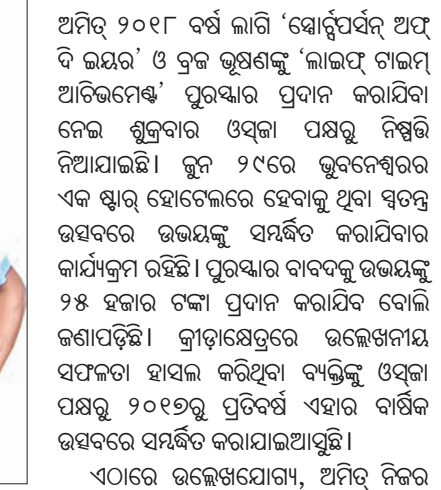 ଅମିତ୍ ୨୦୧୮ ବର୍ଷ ଲାଗି ‘ସ୍ପୋର୍ଟ୍ସପର୍ସନ୍ ଅଫ୍
ଦି ଇୟର’ ଓ ବ୍ରଜ ଭୂଷଣଙ୍କୁ ‘ଲାଇଫ୍ ଟାଇମ୍
ଆଚିଭମେଣ୍ଟ’ ପୁରସ୍କାର ପ୍ରଦାନ କରାଯିବା
ନେଇ ଶୁକ୍ରବାର ଓସ୍‌ଜା ପକ୍ଷରୁ ନିଷ୍ପତ୍ତି
ନିଆଯାଇଛି। ଜୁନ ୨୯ରେ ଭୁବନେଶ୍ୱରର
ଏକ ଷ୍ଟାର୍ ହୋଟେଲରେ ହେବାକୁ ଥିବା ସ୍ୱତନ୍ତ୍ର
ଉତ୍ସବରେ ଉଭୟଙ୍କୁ ସମ୍ବର୍ଦ୍ଧିତ କରାଯିବାର
କାର୍ଯ୍ୟକ୍ରମ ରହିଛି। ପୁରସ୍କାର ବାବଦକୁ ଉଭୟଙ୍କୁ
୨୫ ହଜାର ଟଙ୍କା ପ୍ରଦାନ କରାଯିବ ବୋଲି
ଜଣାପଡ଼ିଛି। କ୍ରୀଡ଼ାକ୍ଷେତ୍ରରେ ଉଲ୍ଲେଖନୀୟ
ସଫଳତା ହାସଲ କରିଥିବା ବ୍ୟକ୍ତିଙ୍କୁ ଓସ୍‌ଜା
ପକ୍ଷରୁ ୨୦୧୭ରୁ ପ୍ରତିବର୍ଷ ଏହାର ବାର୍ଷିକ
ଉତ୍ସବରେ ସମ୍ବର୍ଦ୍ଧିତ କରାଯାଇଆସୁଛି।
ଏଠାରେ ଉଲ୍ଲେଖଯୋଗ୍ୟ, ଅମିତ୍ ନିଜର